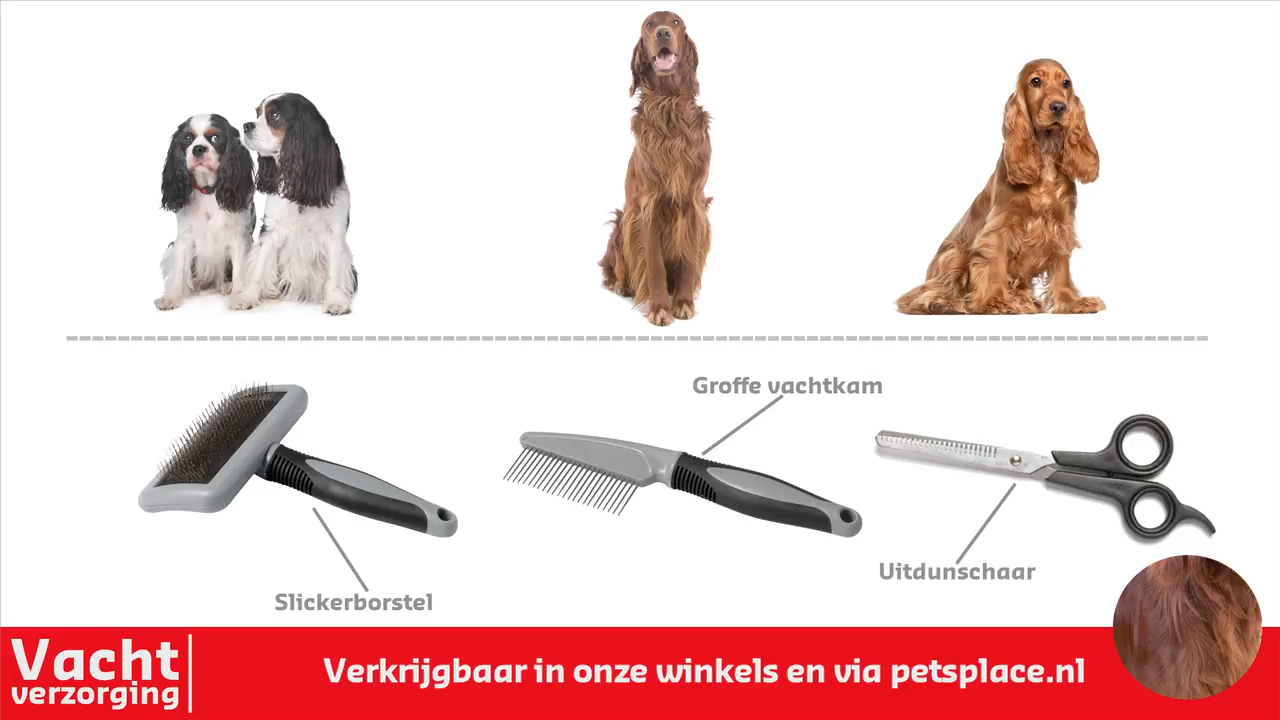 Groffe vachtkam
Uitdunschaar
Slickerborstel
Vacht
verzorging
Verkrijgbaar in onze winkels en via petsplace.nl